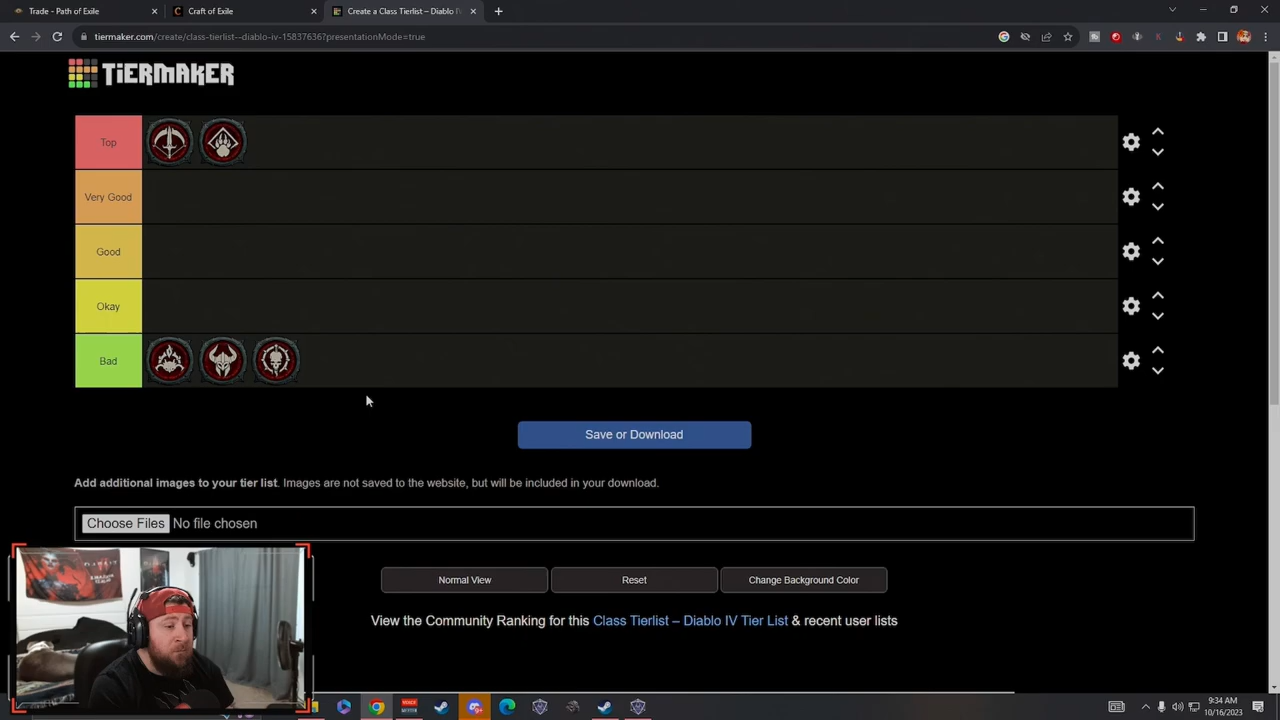 Trade - Path of Exile
Craft of Exile
Create a Class Tierlist – Diablo IV
tiermaker.com/create/class-tierlist--diablo-iv-1583763?presentationMode=true
TiERMAKER
Top
Very Good
Good
Okay
Bad
Save or Download
Add additional images to your tier list. Images are not saved to the website, but will be included in your download.
Choose Files No file chosen
Normal View
Reset
Change Background Color
View the Community Ranking for this Class Tierlist – Diablo IV Tier List & recent user lists
9:34 AM
10/16/2023